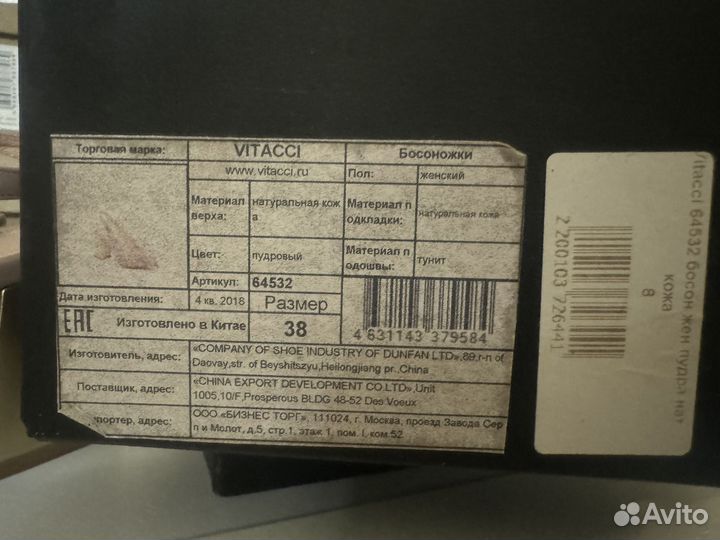 Торговая марка: VITACCI Босоножки
www.vitacci.ru Пол: женский
Материал верха: натуральная кож а Материал п одкладки: натуральная кожа
Цвет: пудровый Материал п одошвы: тунит
Артикул: 64532
Дата изготовления: 4 кв. 2018 Размер
EAC Изготовлено в Китае 38 4 631143 379584
Изготовитель, адрес: «COMPANY OF SHOE INDUSTRY OF DUNFAN LTD»,89,r-n of
Daovay,str. of Beyshitszyu,Heilongjiang pr.,China
Поставщик, адрес: «CHINA EXPORT DEVELOPMENT CO.LTD»,Unit
1005,10/F,Prosperous BLDG 48-52 Des Voeux
портер, адрес: ООО «БИЗНЕС ТОРГ», 111024, г. Москва, проезд Завода Сер
п и Молот, д.5, стр.1, этаж 1, пом. I, ком.52
Vitacci 64532 босон жен пудр-н нат
кожа
8
2 200103 726441
Avito